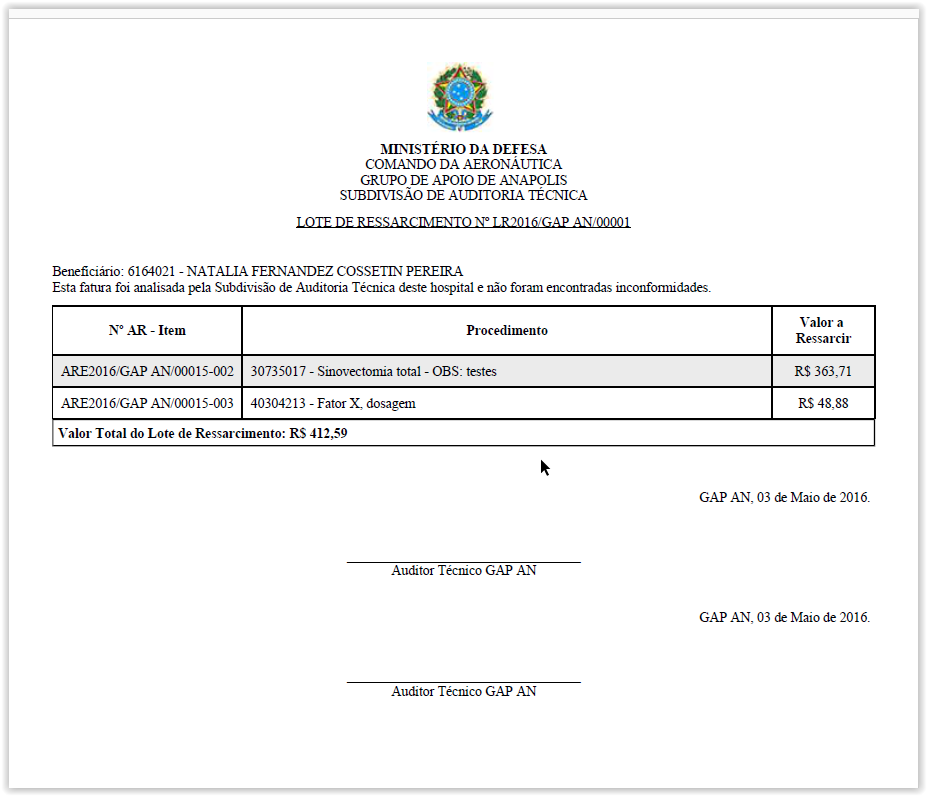 MINISTÉRIO DA DEFESA
COMANDO DA AERONÁUTICA
GRUPO DE APOIO DE ANAPOLIS
SUBDIVISÃO DE AUDITORIA TÉCNICA
LOTE DE RESSARCIMENTO Nº LR2016/GAP AN/00001
Beneficiário: 6164021 - NATALIA FERNANDEZ COSSETIN PEREIRA
Esta fatura foi analisada pela Subdivisão de Auditoria Técnica deste hospital e não foram encontradas inconformidades.
Nº AR - Item Procedimento Valor a Ressarcir
ARE2016/GAP AN/00015-002 30735017 - Sinovectomia total - OBS: testes R$ 363,71
ARE2016/GAP AN/00015-003 40304213 - Fator X, dosagem R$ 48,88
Valor Total do Lote de Ressarcimento: R$ 412,59
GAP AN, 03 de Maio de 2016.
Auditor Técnico GAP AN
GAP AN, 03 de Maio de 2016.
Auditor Técnico GAP AN